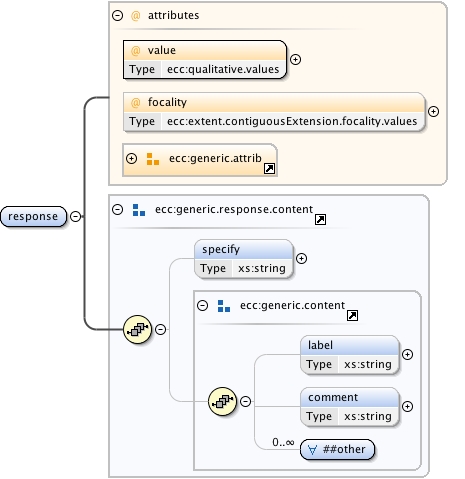 @ attributes
@ value
Type ecc:qualitative.values
@ focality
Type ecc:extent.contiguousExtension.focality.values
ecc:generic.attrib
response
ecc:generic.response.content
specify
Type xs:string
ecc:generic.content
label
Type xs:string
comment
Type xs:string
0..∞
∀ ##other